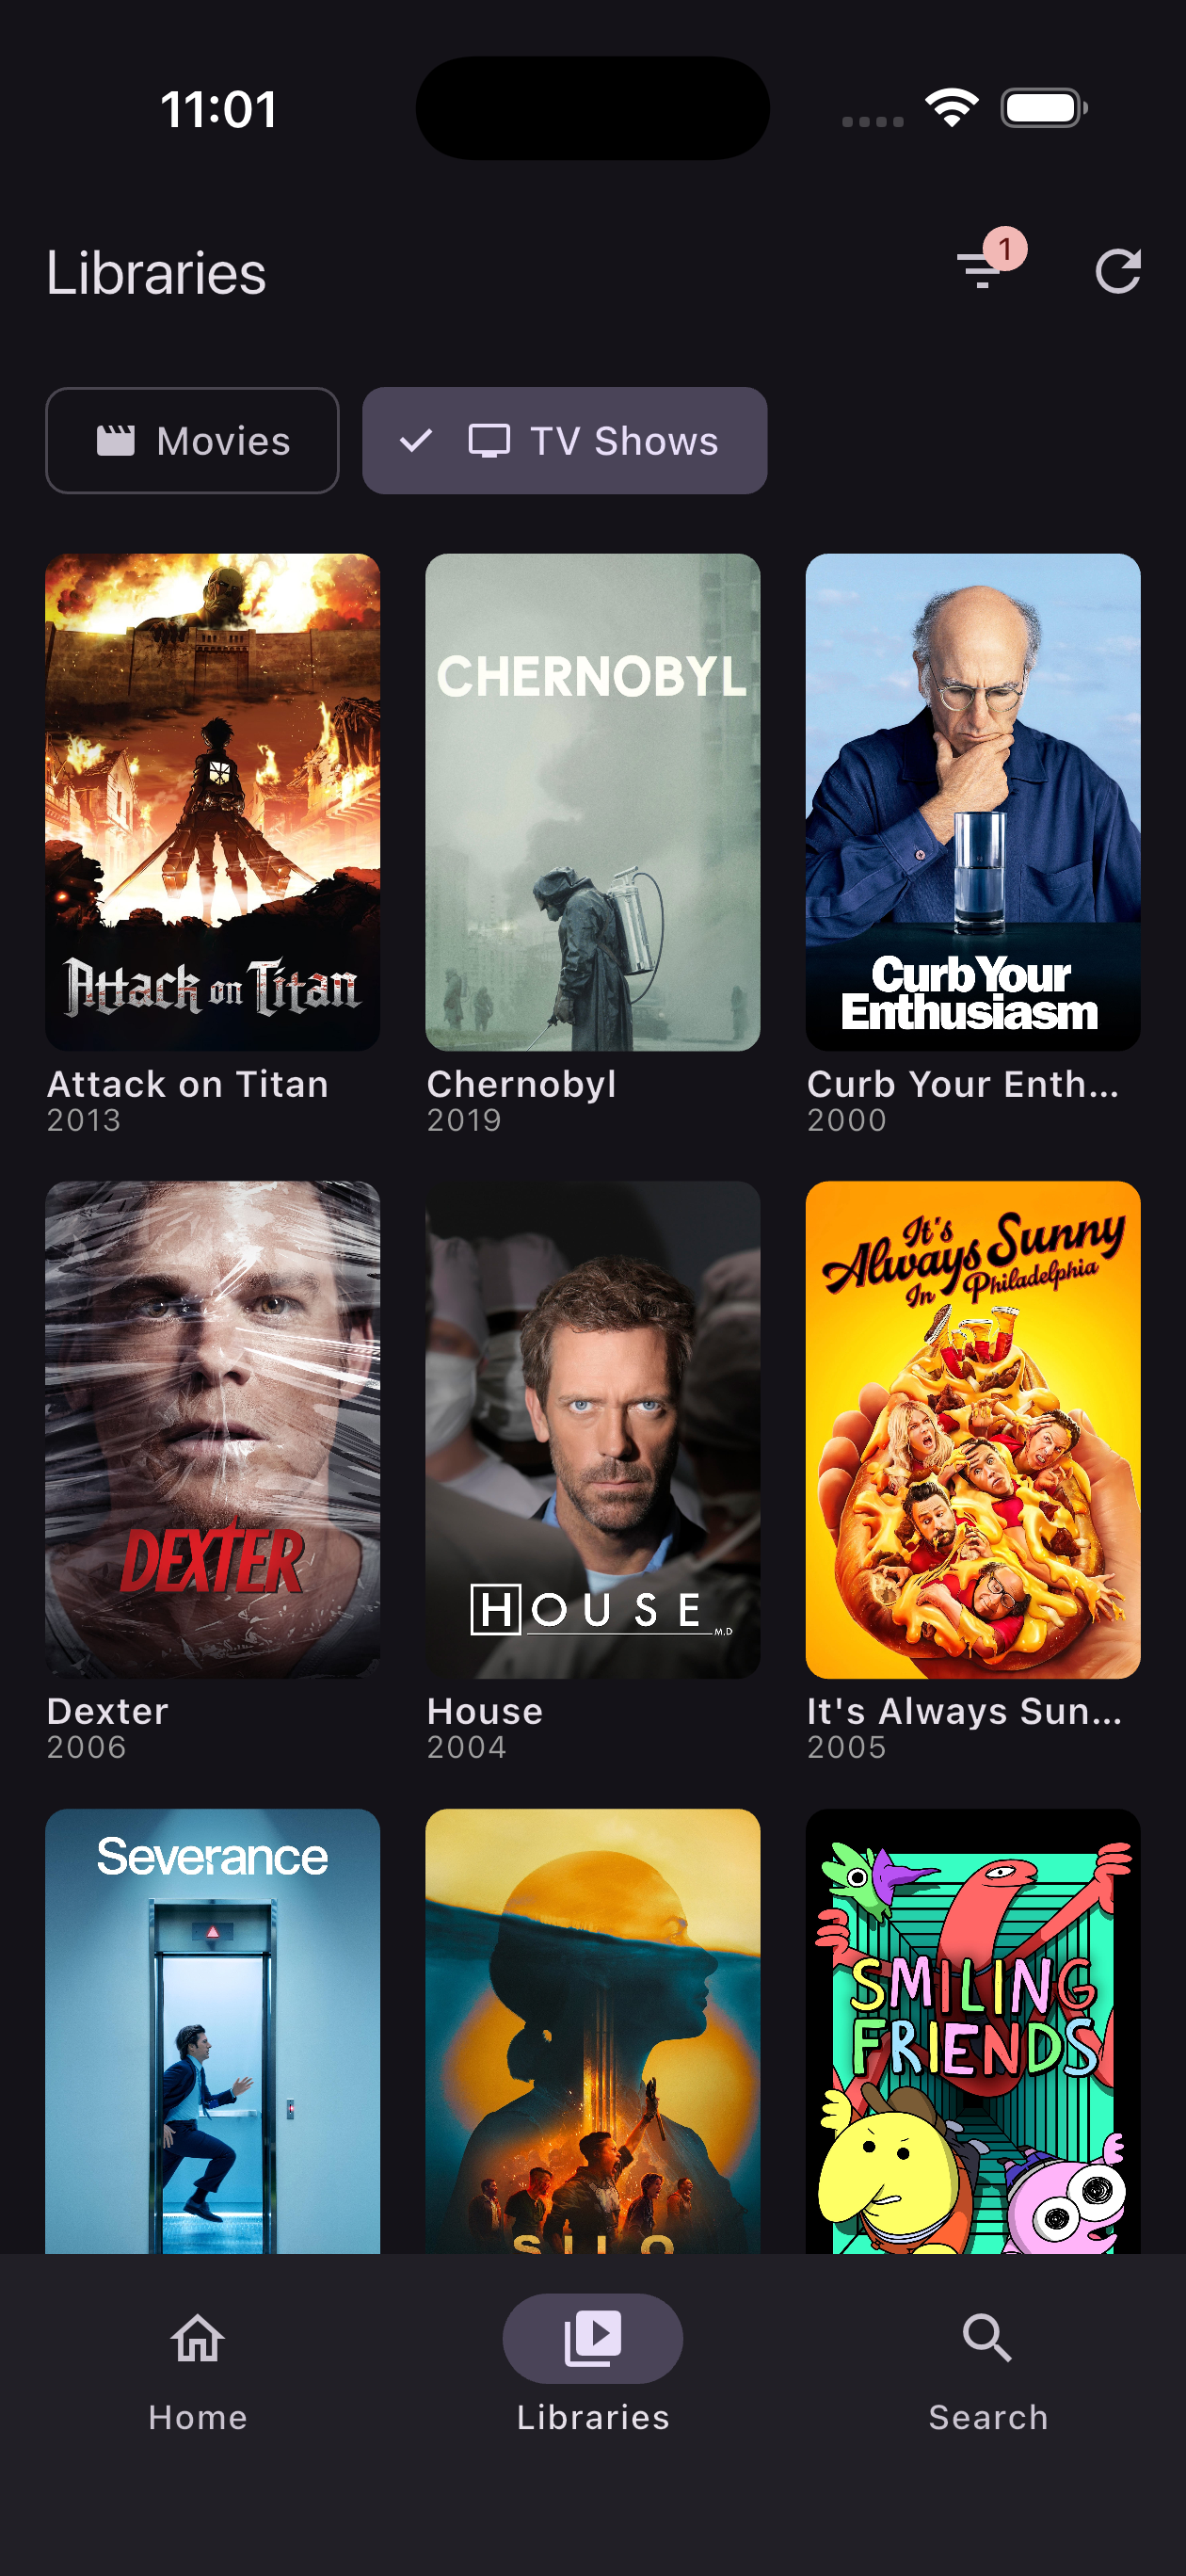 11:01
Libraries
1
Movies
TV Shows
Attack on Titan
CHERNOBYL
Curb Your
Enthusiasm
Attack on Titan
2013
Chernobyl
2019
Curb Your Enth...
2000
DEXTER
HOUSE M.D
It's
Always Sunny
In Philadelphia
Dexter
2006
House
2004
It's Always Sun...
2005
Severance
SILO
SMILING
FRIENDS
Home
Libraries
Search